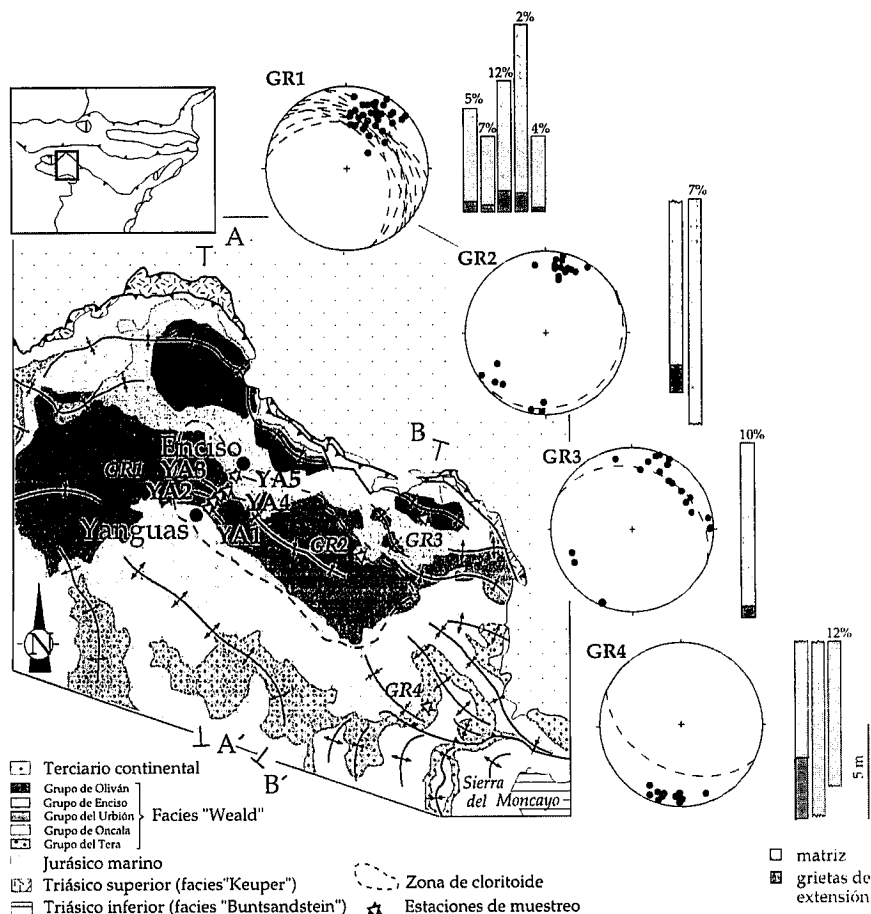 2%
GR1
12%
5%
7%
4%
A
7%
GR2
B
10%
GR3
Enciso
GR1 YA3
YA5
YA2
YA4
GR3
Yanguas
YA1
GR2
12%
GR4
N
GR4
A´
B´
5 m
Sierra
del Moncayo
Terciario continental
Grupo de Oliván
Grupo de Enciso
Grupo del Urbión
Facies "Weald"
Grupo de Oncala
Grupo del Tera
Jurásico marino
Triásico superior (facies"Keuper")
Triásico inferior (facies "Buntsandstein")
Zona de cloritoide
Estaciones de muestreo
matriz
grietas de
extensión